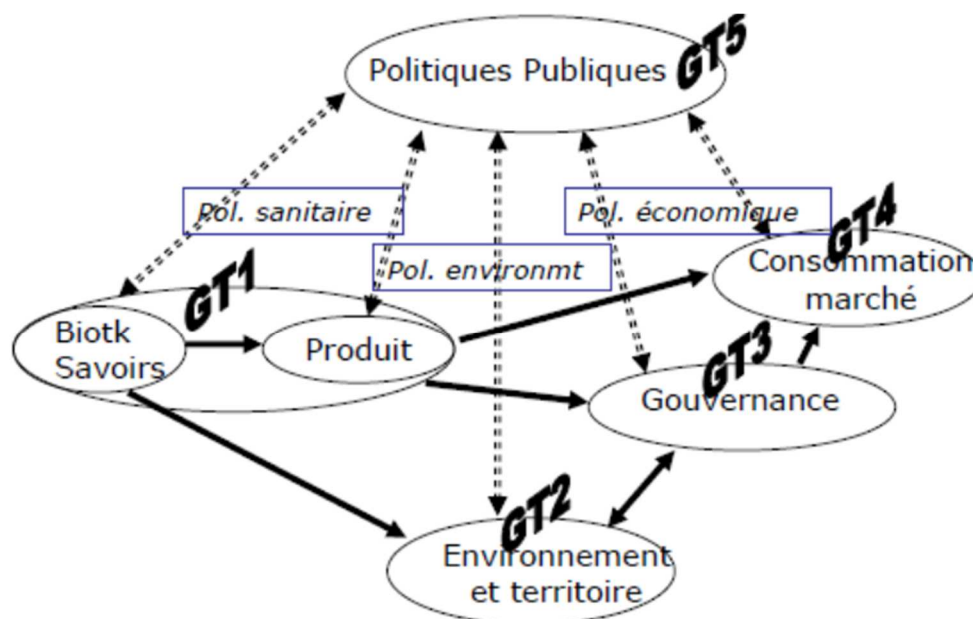 Politiques Publiques GT5
Pol. sanitaire
Pol. économique
Pol. environmt
GT4
Consommation
marché
GT1
Biotk
Savoirs
Produit
GT3
Gouvernance
GT2
Environnement
et territoire